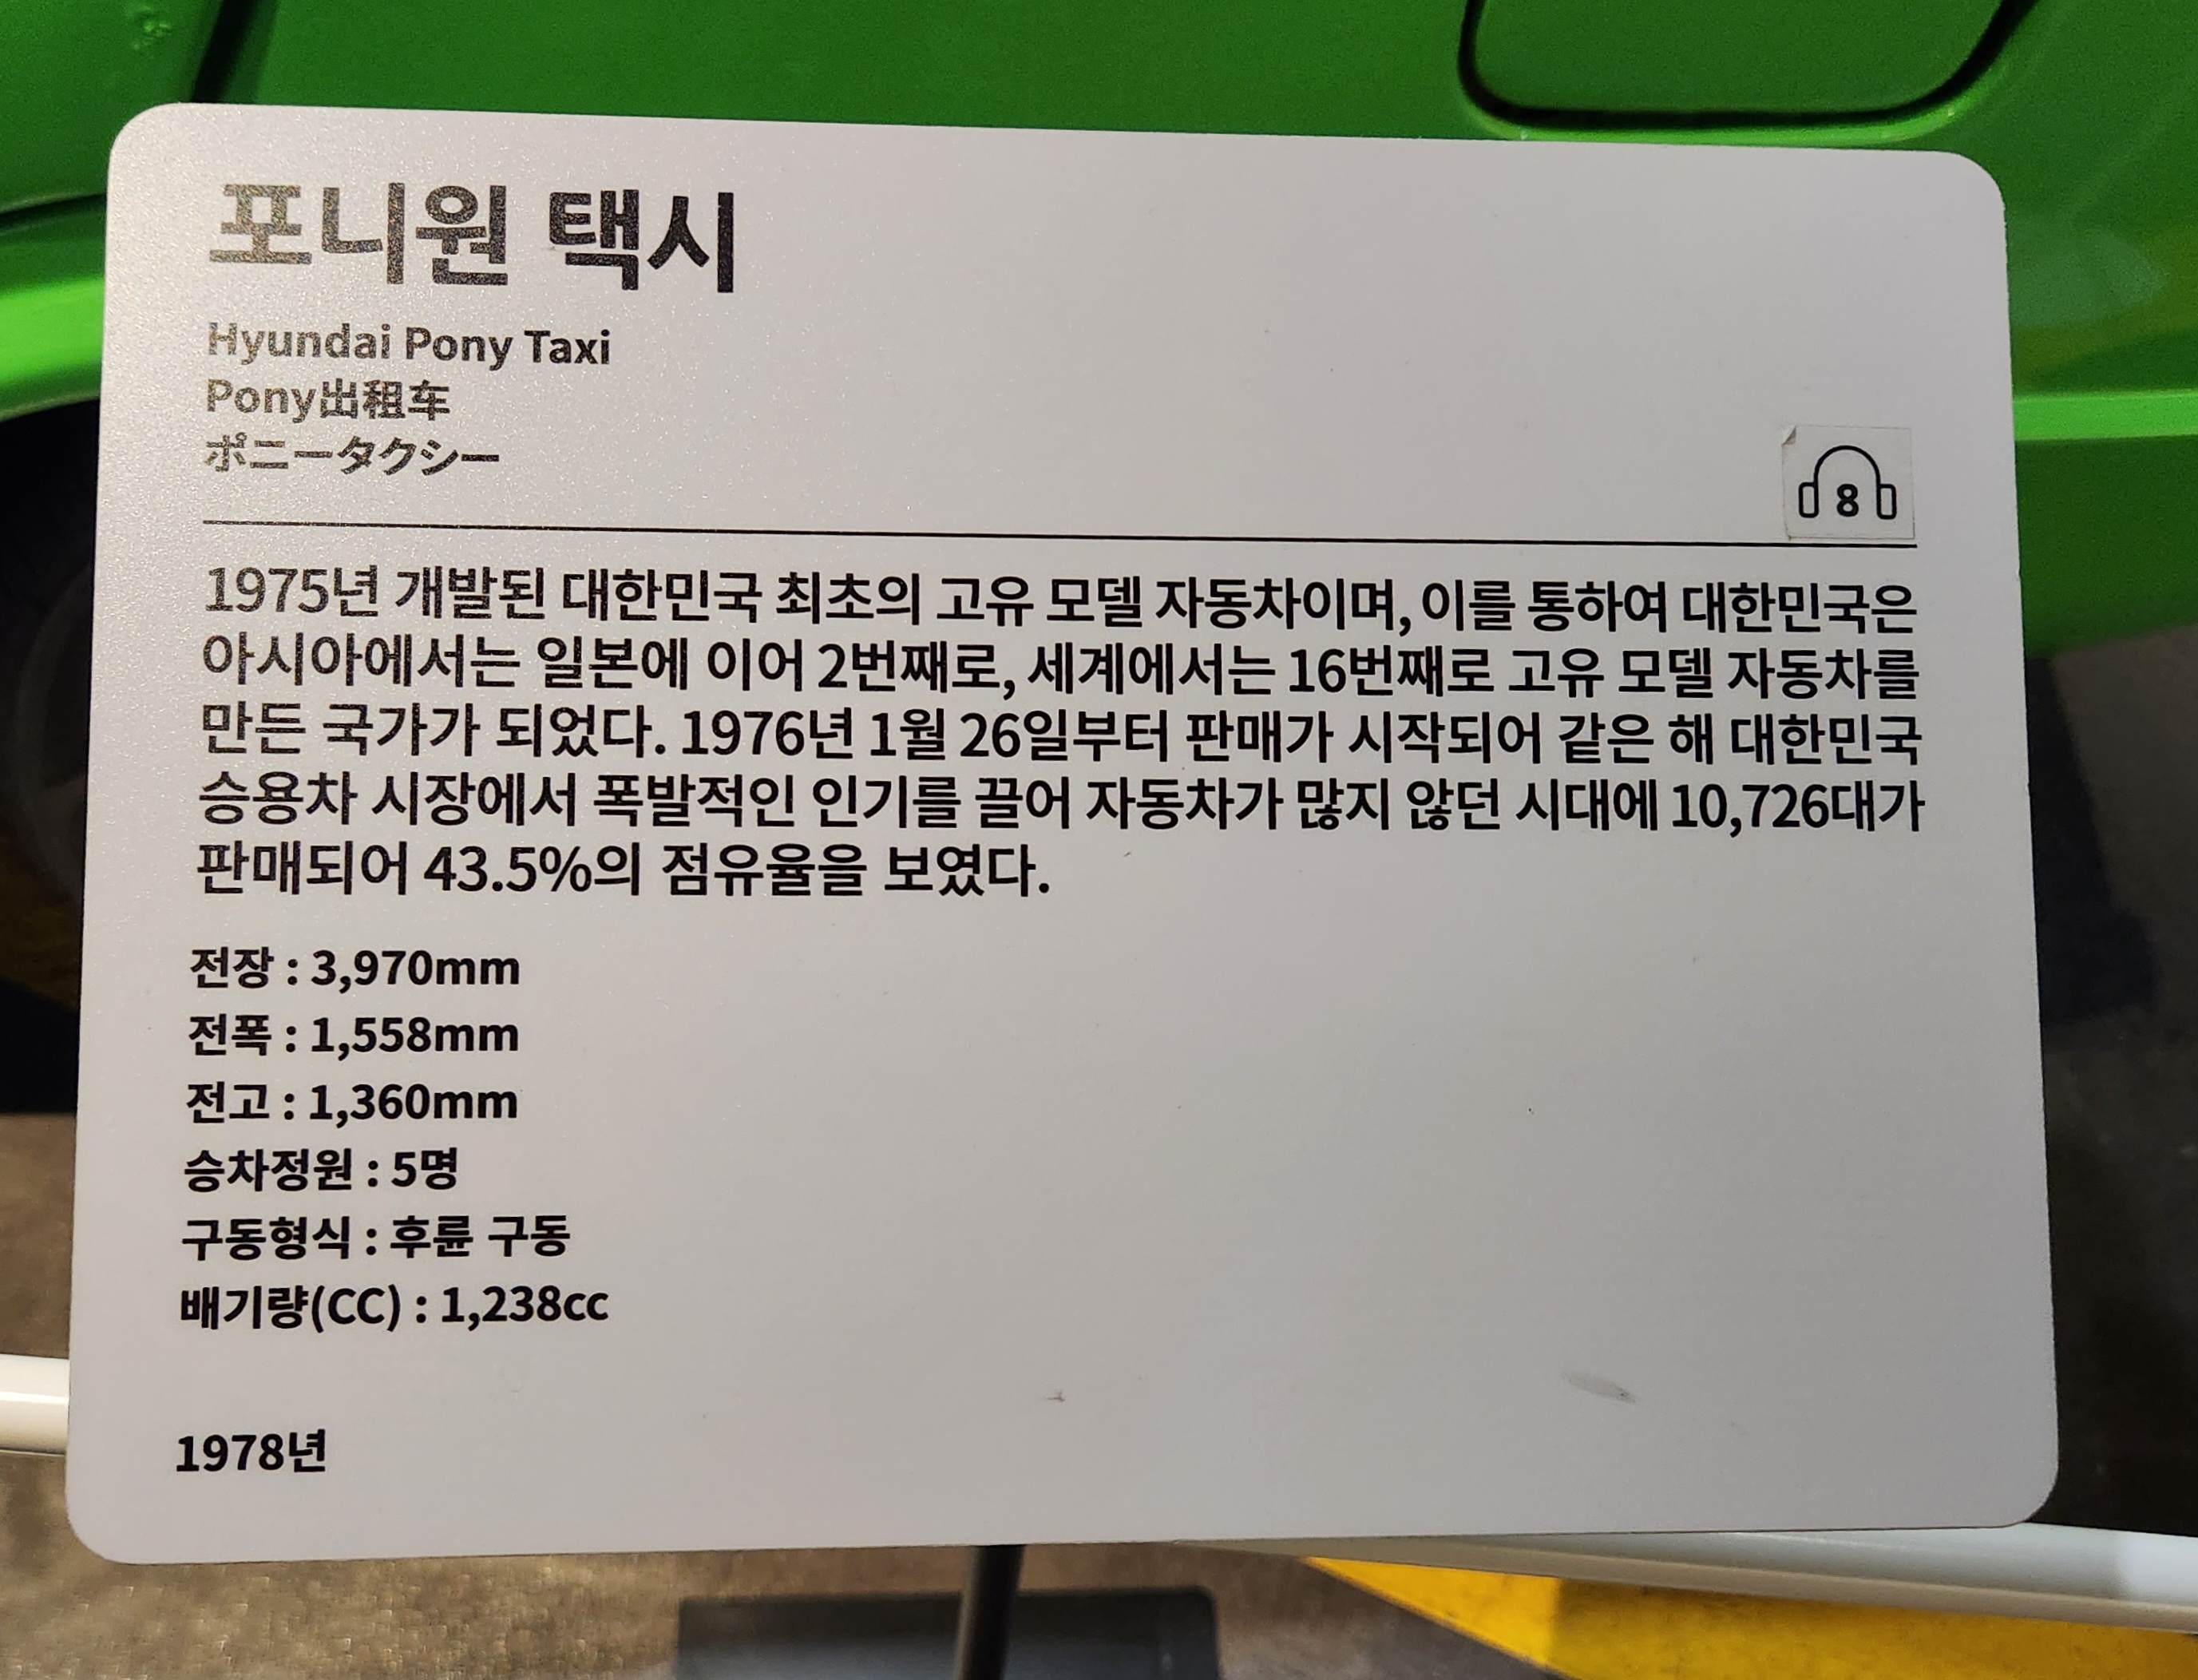 포니원 택시
Hyundai Pony Taxi
Pony出租车
ポニータクシー
8
1975년 개발된 대한민국 최초의 고유 모델 자동차이며, 이를 통하여 대한민국은
아시아에서는 일본에 이어 2번째로, 세계에서는 16번째로 고유 모델 자동차를
만든 국가가 되었다. 1976년 1월 26일부터 판매가 시작되어 같은 해 대한민국
승용차 시장에서 폭발적인 인기를 끌어 자동차가 많지 않던 시대에 10,726대가
판매되어 43.5%의 점유율을 보였다.
전장 : 3,970mm
전폭 : 1,558mm
전고 : 1,360mm
승차정원 : 5명
구동형식 : 후륜 구동
배기량(CC) : 1,238cc
1978년